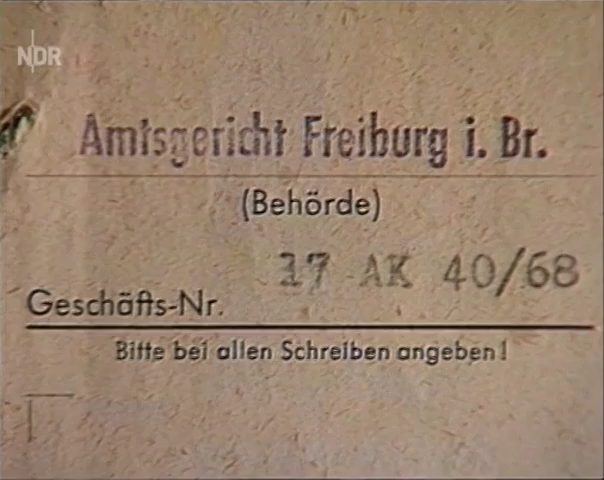 NDR
Amtsgericht Freiburg i. Br.
(Behörde)
17 AK 40/68
Geschäfts-Nr.
Bitte bei allen Schreiben angeben!